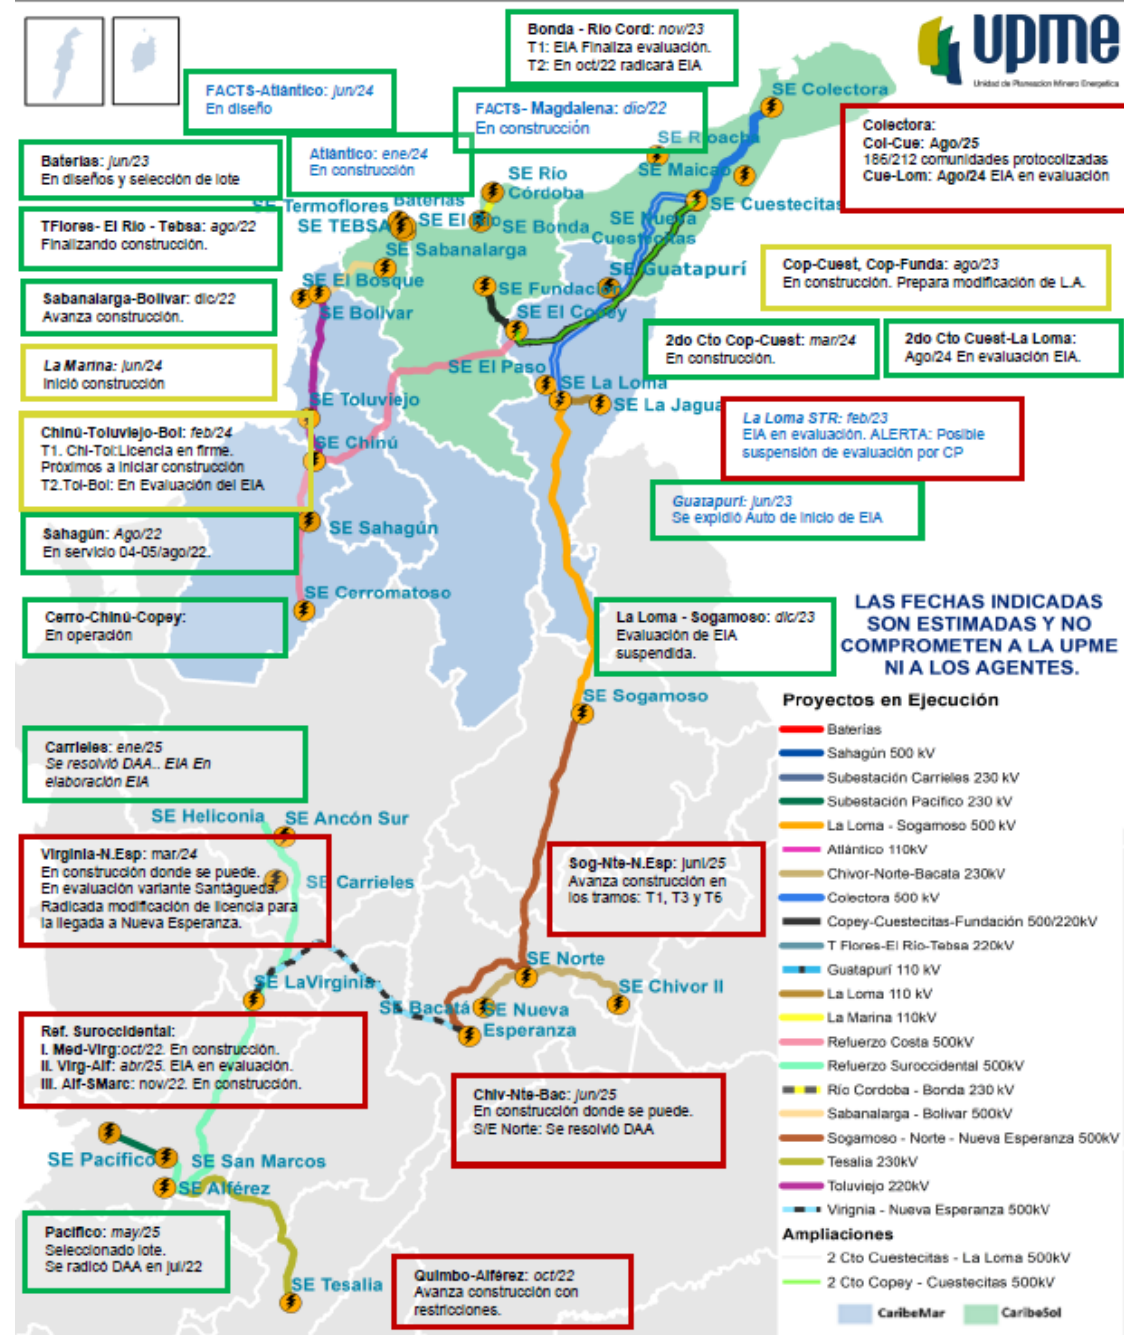 upme
Unidad de Planeación Minero Energética
Bonda - Rio Cord: nov/23
T1: EIA Finaliza evaluación.
T2: En oct/22 radicará EIA
FACTS-Atlántico: jun/24
En diseño
FACTS- Magdalena: dic/22
En construcción
Colectora:
Col-Cue: Ago/25
186/212 comunidades protocolizadas
Cue-Lom: Ago/24 EIA en evaluación
Baterías: jun/23
En diseños y selección de lote
Atlántico: ene/24
En construcción
TFlores- El Rio - Tebsa: ago/22
Finalizando construcción.
Sabanalarga-Bolivar: dic/22
Avanza construcción.
La Marina: jun/24
Inició construcción
Chinú-Toluviejo-Bol: feb/24
T1. Chi-Tol:Licencia en firme.
Próximos a iniciar construcción
T2.Tol-Bol: En Evaluación del EIA
Sahagún: Ago/22
En servicio 04-05/ago/22.
Cerro-Chinú-Copey:
En operación
Cop-Cuest, Cop-Funda: ago/23
En construcción. Prepara modificación de L.A.
2do Cto Cop-Cuest: mar/24
En construcción.
2do Cto Cuest-La Loma:
Ago/24 En evaluación EIA.
La Loma STR: feb/23
EIA en evaluación. ALERTA: Posible
suspensión de evaluación por CP
Guatapurí: jun/23
Se expidió Auto de inicio de EIA
La Loma - Sogamoso: dic/23
Evaluación de EIA
suspendida.
LAS FECHAS INDICADAS
SON ESTIMADAS Y NO
COMPROMETEN A LA UPME
NI A LOS AGENTES.
SE Colectora
SE Rioacha
SE Maicao
SE Cuestecitas
SE Nueva
Cuestecitas
SE Río
Córdoba
SE Termoflores
Baterías
SE TEBSA
SE El Rio
SE Bonda
SE Sabanalarga
SE El Bosque
SE Bolivar
SE Fundación
SE Guatapurí
SE El Copey
SE El Paso
SE La Loma
SE La Jagua
SE Toluviejo
SE Chinú
SE Sahagún
SE Cerromatoso
SE Sogamoso
Carrieles: ene/25
Se resolvió DAA.. EIA En
elaboración EIA
SE Heliconia
SE Ancón Sur
SE Carrieles
Virginia-N.Esp: mar/24
En construcción donde se puede.
En evaluación variante Santágueda.
Radicada modificación de licencia para
la llegada a Nueva Esperanza.
Sog-Nte-N.Esp: juni/25
Avanza construcción en
los tramos: T1, T3 y T6
SE LaVirginia
SE Norte
SE Chivor II
SE Bacatá
SE Nueva
Esperanza
Ref. Suroccidental:
I. Med-Virg:oct/22. En construcción.
II. Virg-Alf: abr/25. EIA en evaluación.
III. Alf-SMarc: nov/22. En construcción.
Chiv-Nte-Bac: jun/25
En construcción donde se puede.
S/E Norte: Se resolvió DAA
SE Pacífico
SE San Marcos
SE Alférez
Pacífico: may/25
Seleccionado lote.
Se radicó DAA en jul/22
SE Tesalia
Quimbo-Alférez: oct/22
Avanza construcción con
restricciones.
Proyectos en Ejecución
Baterías
Sahagún 500 kV
Subestación Carrieles 230 kV
Subestación Pacífico 230 kV
La Loma - Sogamoso 500 kV
Atlántico 110kV
Chivor-Norte-Bacata 230kV
Colectora 500 kV
Copey-Cuestecitas-Fundación 500/220kV
T Flores-El Río-Tebsa 220kV
Guatapurí 110 kV
La Loma 110 kV
La Marina 110kV
Refuerzo Costa 500kV
Refuerzo Suroccidental 500kV
Río Cordoba - Bonda 230 kV
Sabanalarga - Bolivar 500kV
Sogamoso - Norte - Nueva Esperanza 500kV
Tesalia 230kV
Toluviejo 220kV
Virignia - Nueva Esperanza 500kV
Ampliaciones
2 Cto Cuestecitas - La Loma 500kV
2 Cto Copey - Cuestecitas 500kV
CaribeMar
CaribeSol